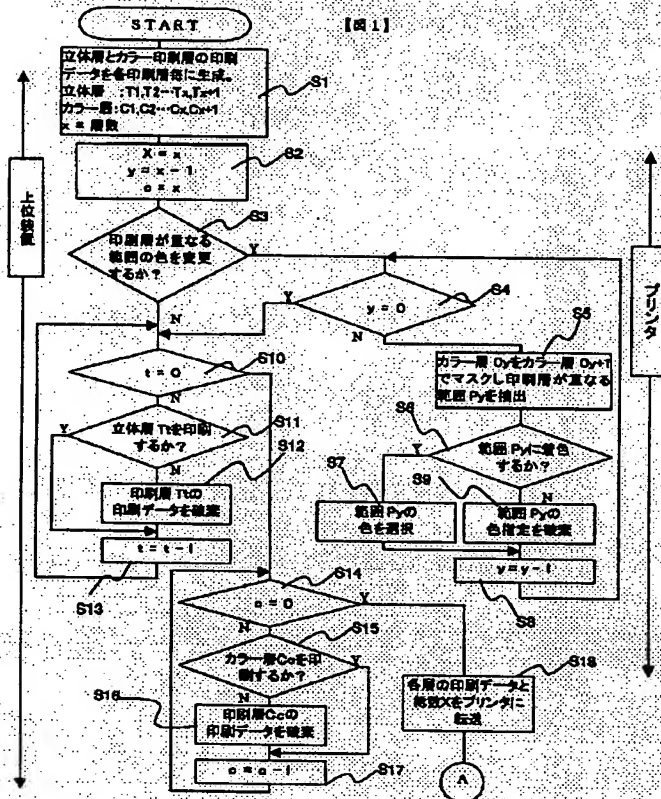 START
【図1】
立体層とカラー印刷層の印刷
データを各印刷層毎に生成。
立体層 :T1,T2…Tx,Tx+1
カラー層:C1,C2…Cx,Cx+1
x = 層数
S1
X = x
y = x - 1
c = x
S2
上位装置
プリンタ
印刷層が重なる
範囲の色を変更
するか?
S3
Y
N
y = 0
S4
Y
N
カラー層 Cyをカラー層 Cy+1
でマスクし印刷層が重なる
範囲 Pyを抽出
S5
範囲 Pyに着色
するか?
S6
Y
N
範囲 Pyの
色を選択
S7
範囲 Pyの
色指定を破棄
S9
y = y - 1
S8
t = 0
S10
N
立体層 Ttを印刷
するか?
S11
Y
N
印刷層 Ttの
印刷データを破棄
S12
t = t - 1
S13
c = 0
S14
Y
N
カラー層Ccを印
刷するか?
S15
Y
N
印刷層Ccの
印刷データを破棄
S16
c = c - 1
S17
各層の印刷データと
総数Xをプリンタに
転送
S18
A